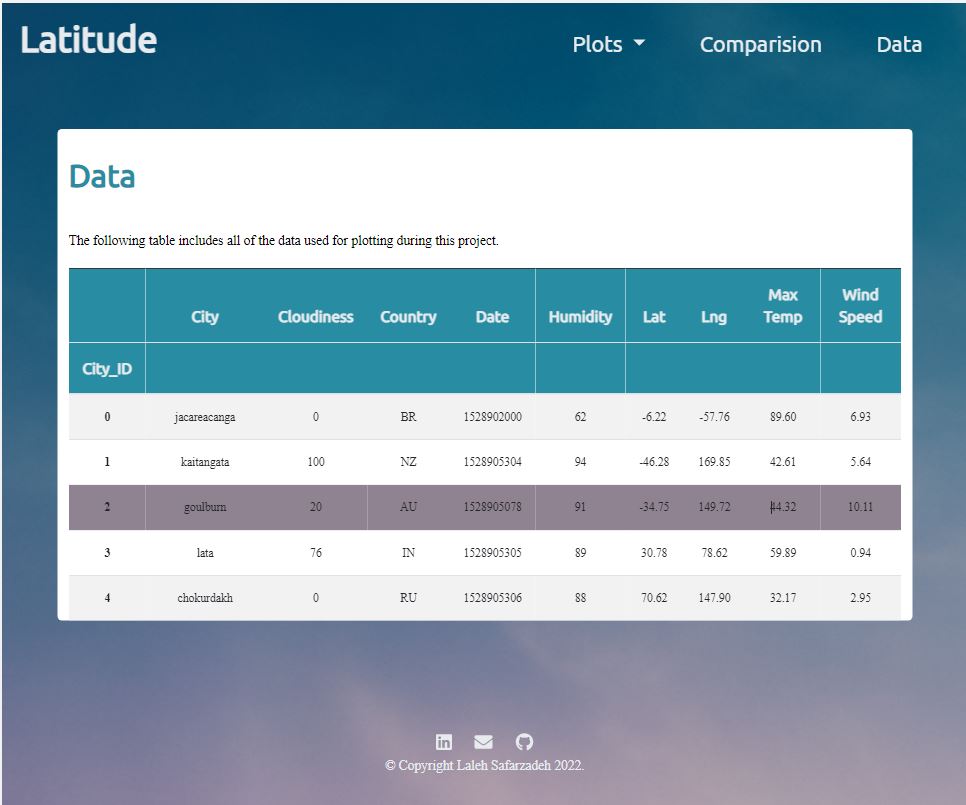 Latitude
Plots Comparision Data
Data
The following table includes all of the data used for plotting during this project.
City Cloudiness Country Date Humidity Lat Lng Max Temp Wind Speed
City_ID
0 jacareacanga 0 BR 1528902000 62 -6.22 -57.76 89.60 6.93
1 kaitangata 100 NZ 1528905304 94 -46.28 169.85 42.61 5.64
2 goulburn 20 AU 1528905078 91 -34.75 149.72 44.32 10.11
3 lata 76 IN 1528905305 89 30.78 78.62 59.89 0.94
4 chokurdakh 0 RU 1528905306 88 70.62 147.90 32.17 2.95
© Copyright Laleh Safarzadeh 2022.